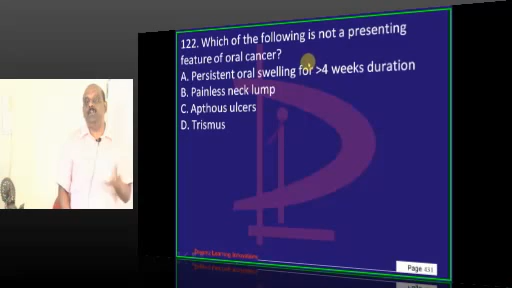 122. Which of the following is not a presenting
feature of oral cancer?
A. Persistent oral swelling for >4 weeks duration
B. Painless neck lump
C. Apthous ulcers
D. Trismus
Page 451